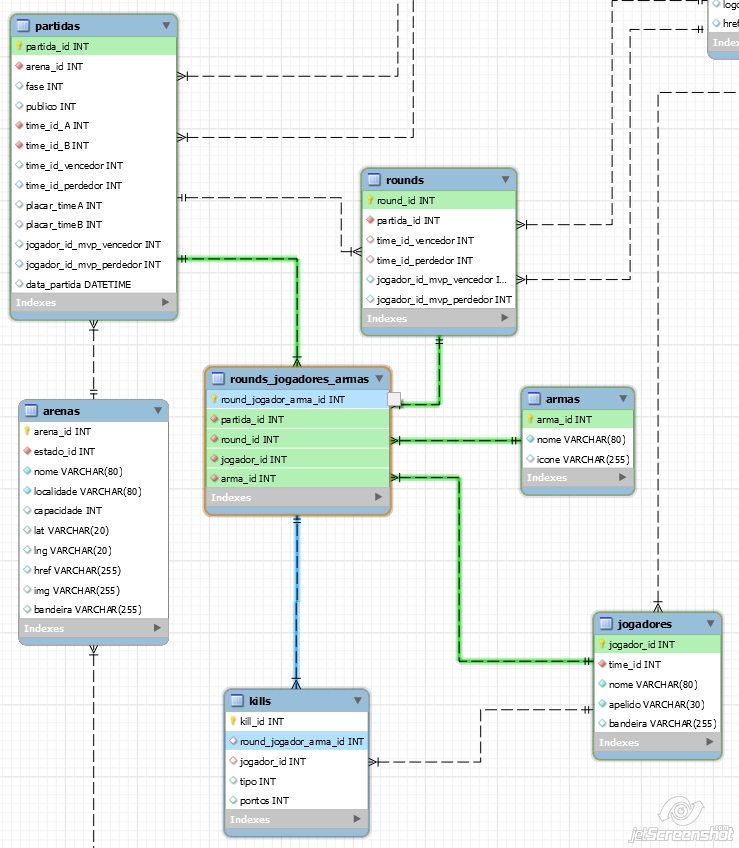 partidas
partida_id INT
arena_id INT
fase INT
publico INT
time_id_A INT
time_id_B INT
time_id_vencedor INT
time_id_perdedor INT
placar_timeA INT
placar_timeB INT
jogador_id_mvp_vencedor INT
jogador_id_mvp_perdedor INT
data_partida DATETIME
Indexes
logo
href
Indexe
rounds
round_id INT
partida_id INT
time_id_vencedor INT
time_id_perdedor INT
jogador_id_mvp_vencedor I...
jogador_id_mvp_perdedor INT
Indexes
rounds_jogadores_armas
round_jogador_arma_id INT
partida_id INT
round_id INT
jogador_id INT
arma_id INT
Indexes
armas
arma_id INT
nome VARCHAR(80)
icone VARCHAR(255)
Indexes
arenas
arena_id INT
estado_id INT
nome VARCHAR(80)
localidade VARCHAR(80)
capacidade INT
lat VARCHAR(20)
lng VARCHAR(20)
href VARCHAR(255)
img VARCHAR(255)
bandeira VARCHAR(255)
Indexes
jogadores
jogador_id INT
time_id INT
nome VARCHAR(80)
apelido VARCHAR(30)
bandeira VARCHAR(255)
Indexes
kills
kill_id INT
round_jogador_arma_id INT
jogador_id INT
tipo INT
pontos INT
Indexes
jetScreenshot.com